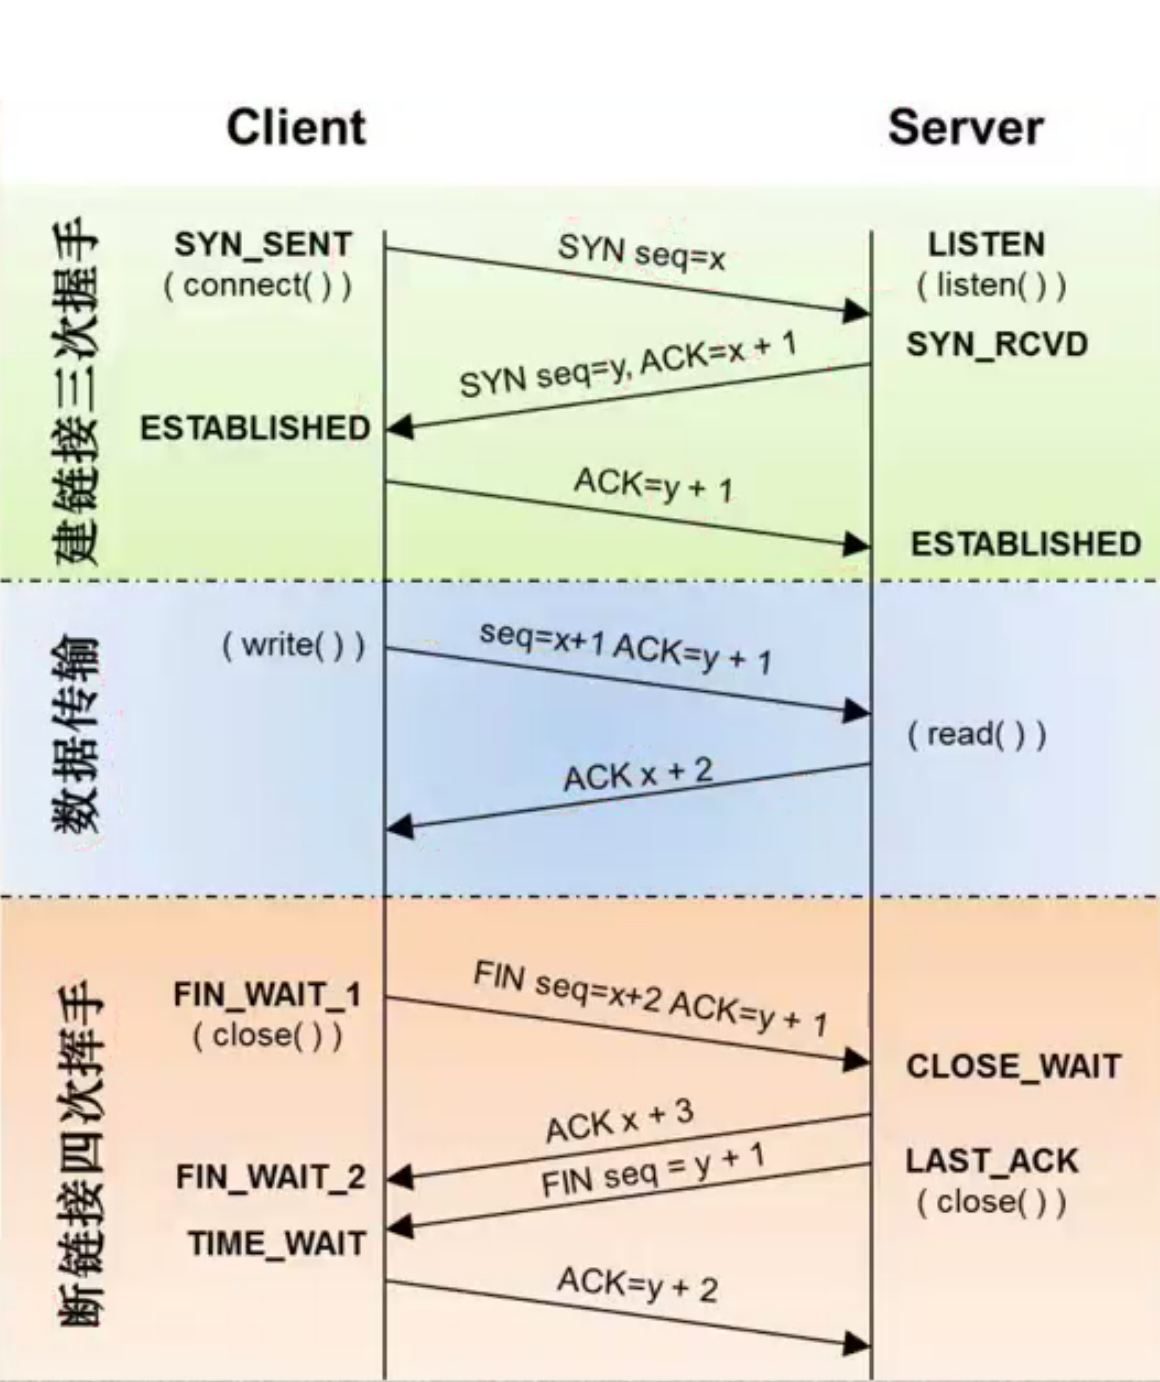 Client
Server
建链接三次握手
SYN_SENT
( connect( ) )
SYN seq=x
LISTEN
( listen( ) )
SYN_RCVD
SYN seq=y, ACK=x + 1
ESTABLISHED
ACK=y + 1
ESTABLISHED
数据传输
( write( ) )
seq=x+1 ACK=y + 1
( read( ) )
ACK x + 2
断链接四次挥手
FIN_WAIT_1
( close( ) )
FIN seq=x+2 ACK=y + 1
CLOSE_WAIT
ACK x + 3
FIN_WAIT_2
FIN seq = y + 1
LAST_ACK
( close( ) )
TIME_WAIT
ACK=y + 2